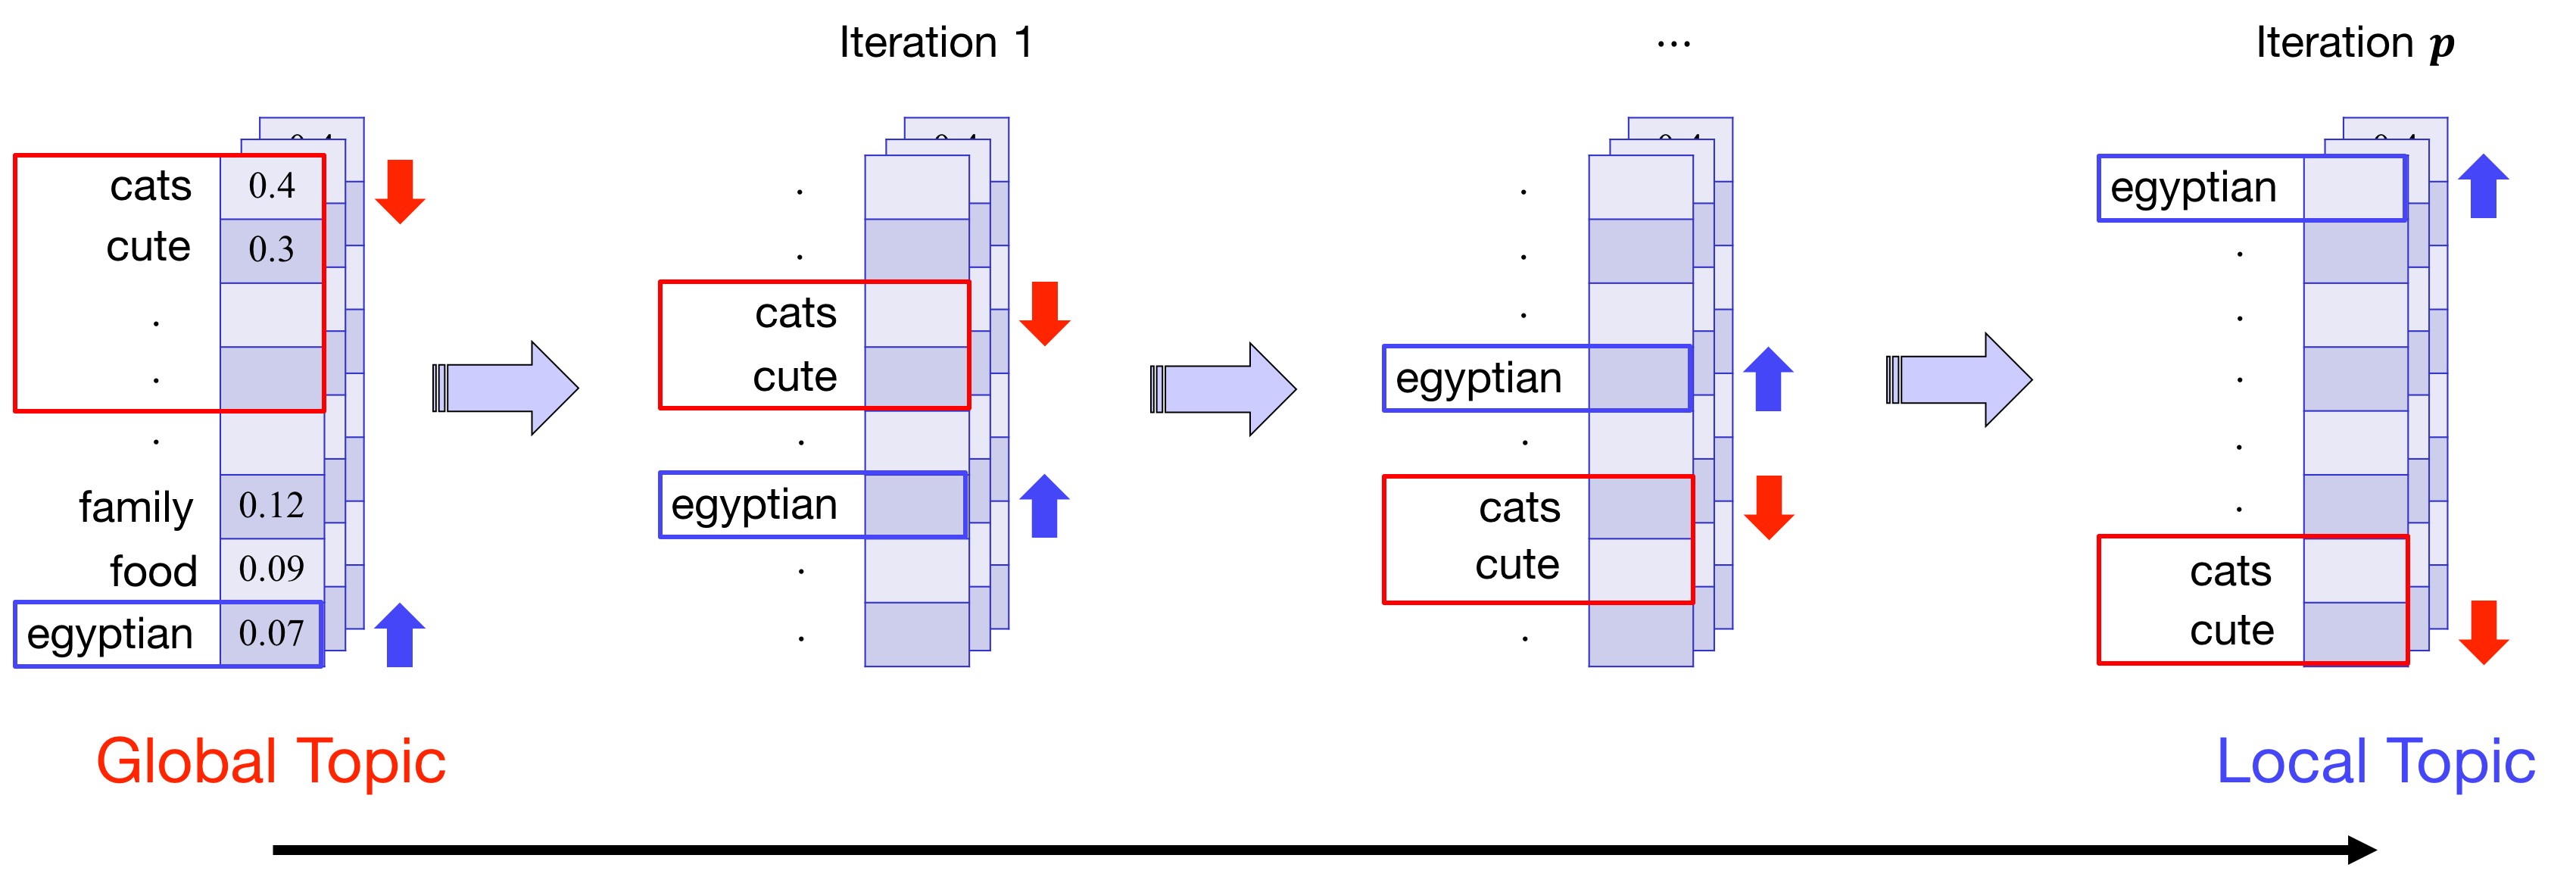 Iteration 1
...
Iteration p
cats 0.4
cute 0.3
.
.
.
family 0.12
food 0.09
egyptian 0.07
.
.
cats
cute
.
egyptian
.
.
.
.
.
egyptian
.
cats
cute
.
egyptian
.
.
.
.
.
cats
cute
Global Topic
Local Topic